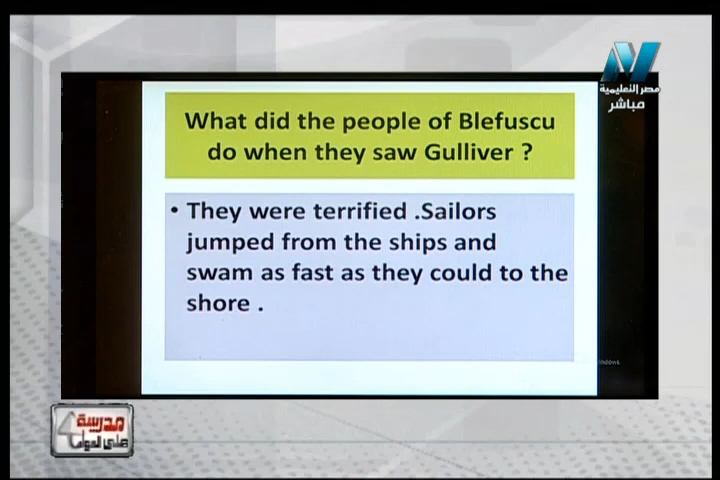 مصر التعليمية
مباشر
What did the people of Blefuscu
do when they saw Gulliver ?
• They were terrified .Sailors
jumped from the ships and
swam as fast as they could to the
shore .
مدرسة
على الهواء